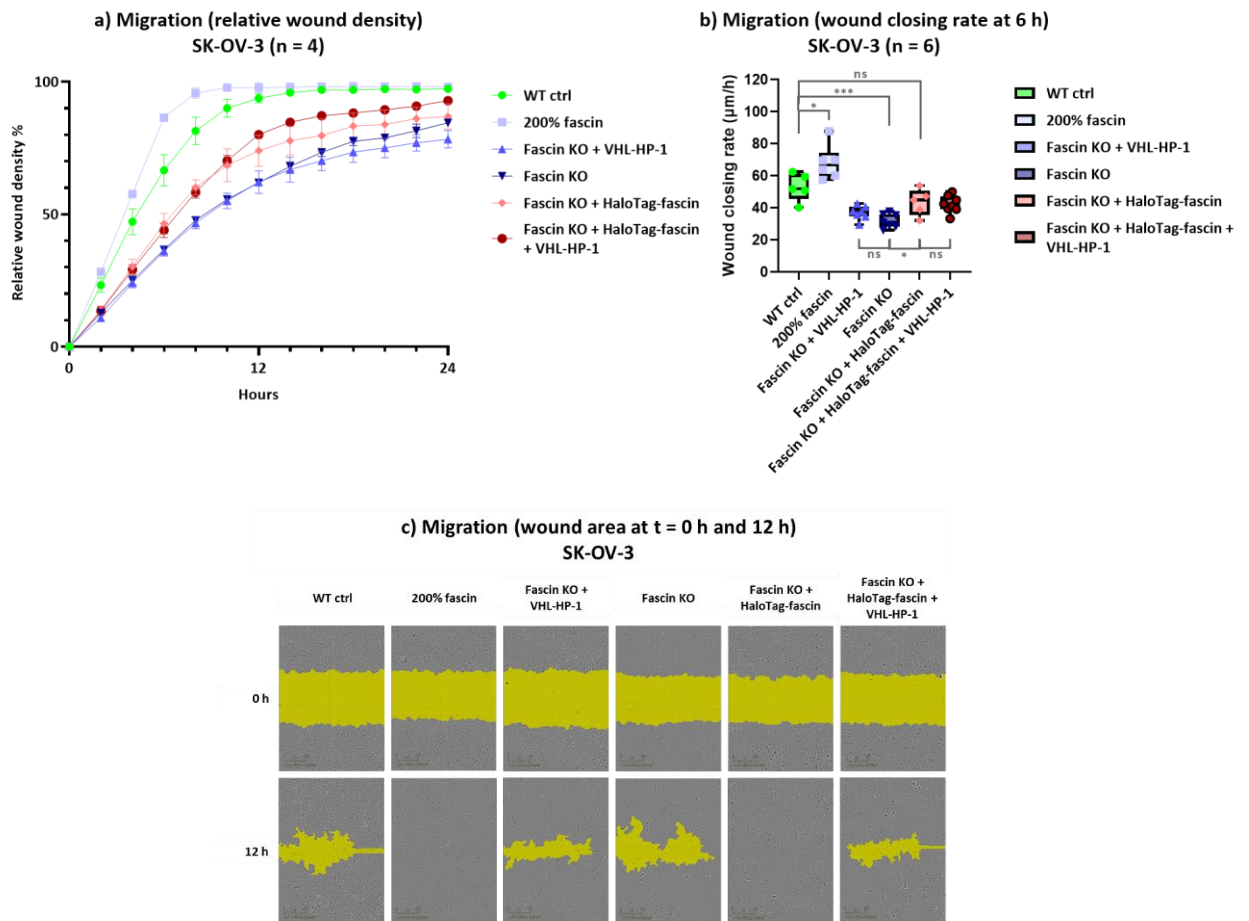 a) Migration (relative wound density)
SK-OV-3 (n = 4)
Relative wound density %
100
50
0
0
12
24
Hours
WT ctrl
200% fascin
Fascin KO + VHL-HP-1
Fascin KO
Fascin KO + HaloTag-fascin
Fascin KO + HaloTag-fascin
+ VHL-HP-1
b) Migration (wound closing rate at 6 h)
SK-OV-3 (n = 6)
Wound closing rate (µm/h)
120
100
80
60
40
20
0
ns
***
*
ns
*
ns
WT ctrl
200% fascin
Fascin KO + VHL-HP-1
Fascin KO
Fascin KO + HaloTag-fascin
Fascin KO + HaloTag-fascin + VHL-HP-1
WT ctrl
200% fascin
Fascin KO + VHL-HP-1
Fascin KO
Fascin KO + HaloTag-fascin
Fascin KO + HaloTag-fascin +
VHL-HP-1
c) Migration (wound area at t = 0 h and 12 h)
SK-OV-3
WT ctrl
200% fascin
Fascin KO +
VHL-HP-1
Fascin KO
Fascin KO +
HaloTag-fascin
Fascin KO +
HaloTag-fascin +
VHL-HP-1
0 h
12 h